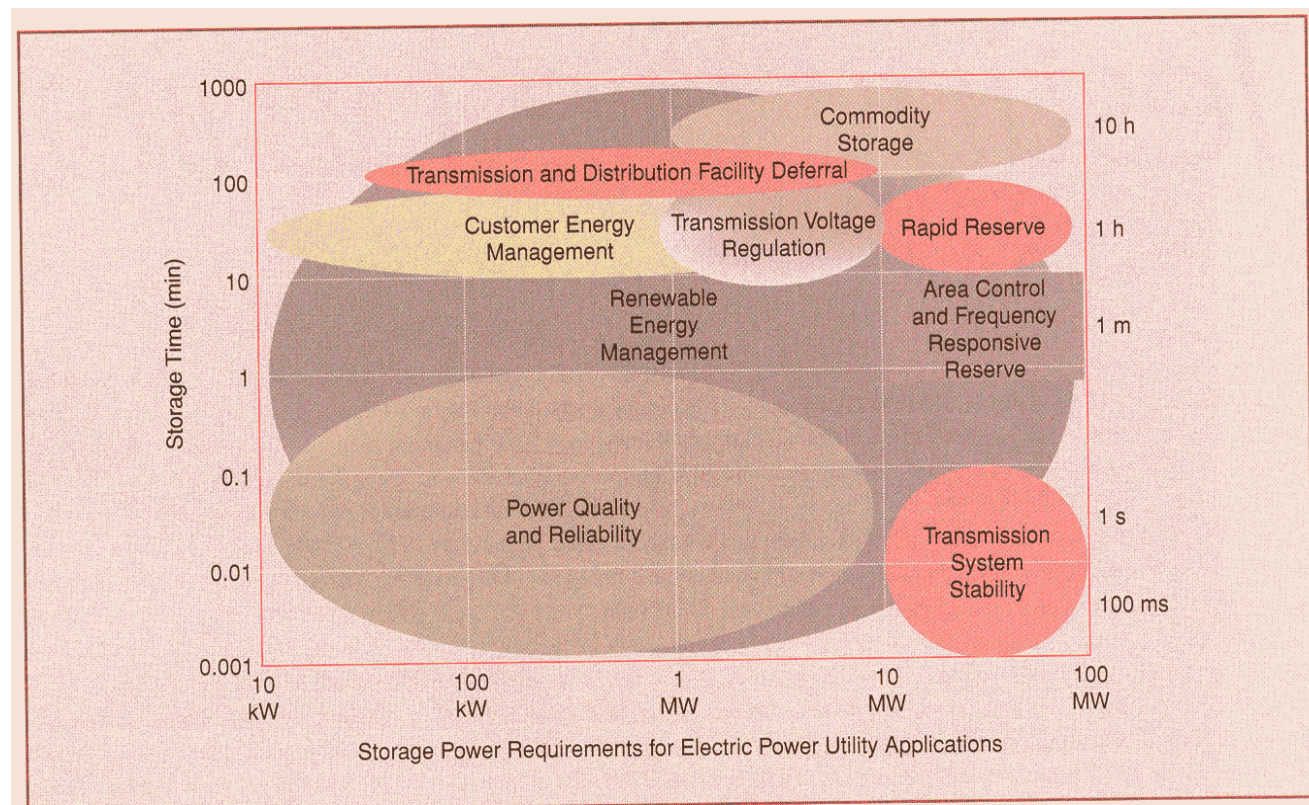 1000
100
10
1
0.1
0.01
0.001
Storage Time (min)
Commodity
Storage
Transmission and Distribution Facility Deferral
Customer Energy
Management
Transmission Voltage
Regulation
Rapid Reserve
Renewable
Energy
Management
Area Control
and Frequency
Responsive
Reserve
Power Quality
and Reliability
Transmission
System
Stability
10 h
1 h
1 m
1 s
100 ms
10
kW
100
kW
1
MW
10
MW
100
MW
Storage Power Requirements for Electric Power Utility Applications